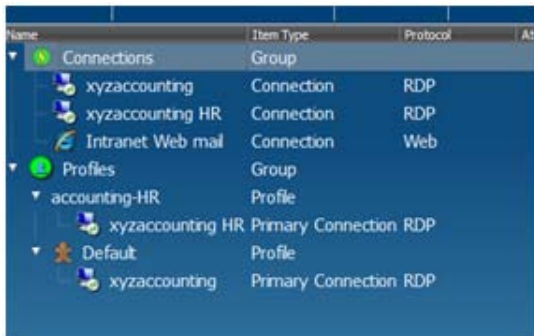 Name Item Type Protocol At
Connections Group
xyzaccounting Connection RDP
xyzaccounting HR Connection RDP
Intranet Web mail Connection Web
Profiles Group
accounting-HR Profile
xyzaccounting HR Primary Connection RDP
Default Profile
xyzaccounting Primary Connection RDP